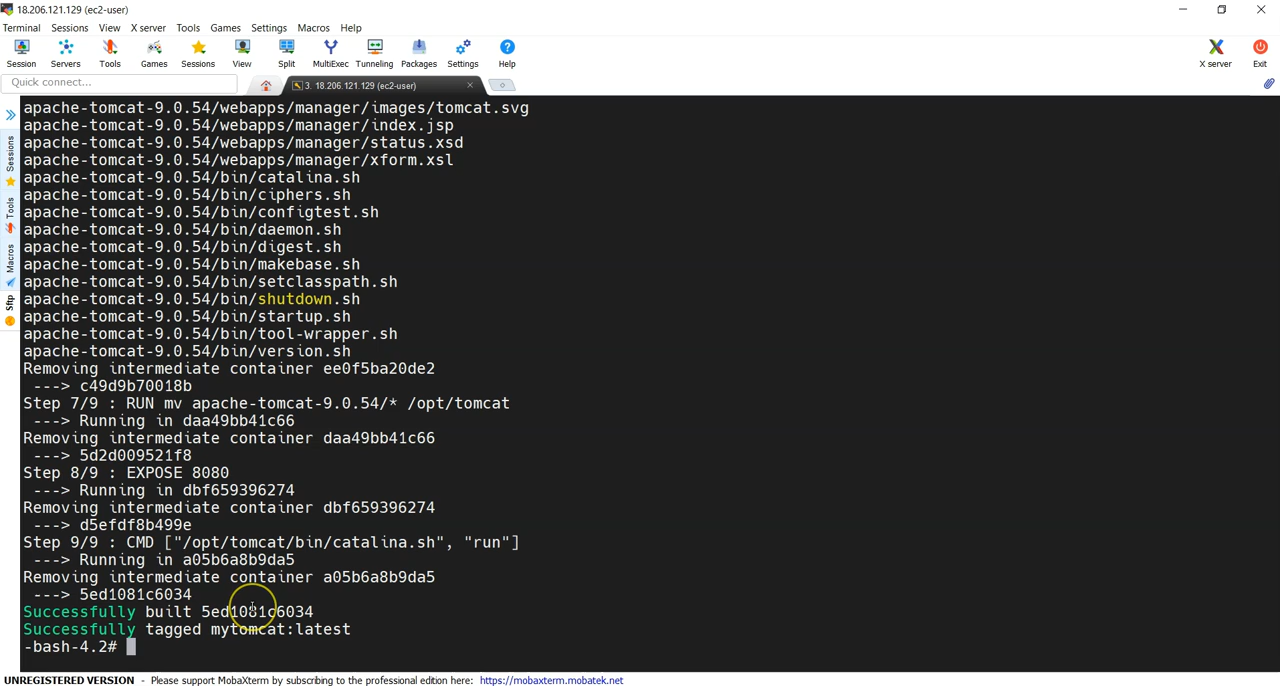 18.206.121.129 (ec2-user)
Terminal Sessions View X server Tools Games Settings Macros Help
Session Servers Tools Games Sessions View Split MultiExec Tunneling Packages Settings Help X server Exit
Quick connect...
3. 18.206.121.129 (ec2-user)
Sessions
Tools
Macros
Sftp
apache-tomcat-9.0.54/webapps/manager/images/tomcat.svg
apache-tomcat-9.0.54/webapps/manager/index.jsp
apache-tomcat-9.0.54/webapps/manager/status.xsd
apache-tomcat-9.0.54/webapps/manager/xform.xsl
apache-tomcat-9.0.54/bin/catalina.sh
apache-tomcat-9.0.54/bin/ciphers.sh
apache-tomcat-9.0.54/bin/configtest.sh
apache-tomcat-9.0.54/bin/daemon.sh
apache-tomcat-9.0.54/bin/digest.sh
apache-tomcat-9.0.54/bin/makebase.sh
apache-tomcat-9.0.54/bin/setclasspath.sh
apache-tomcat-9.0.54/bin/shutdown.sh
apache-tomcat-9.0.54/bin/startup.sh
apache-tomcat-9.0.54/bin/tool-wrapper.sh
apache-tomcat-9.0.54/bin/version.sh
Removing intermediate container ee0f5ba20de2
---> c49d9b70018b
Step 7/9 : RUN mv apache-tomcat-9.0.54/* /opt/tomcat
---> Running in daa49bb41c66
Removing intermediate container daa49bb41c66
---> 5d2d009521f8
Step 8/9 : EXPOSE 8080
---> Running in dbf659396274
Removing intermediate container dbf659396274
---> d5efdf8b499e
Step 9/9 : CMD ["/opt/tomcat/bin/catalina.sh", "run"]
---> Running in a05b6a8b9da5
Removing intermediate container a05b6a8b9da5
---> 5ed1081c6034
Successfully built 5ed1081c6034
Successfully tagged mytomcat:latest
-bash-4.2#
UNREGISTERED VERSION - Please support MobaXterm by subscribing to the professional edition here: https://mobaxterm.mobatek.net